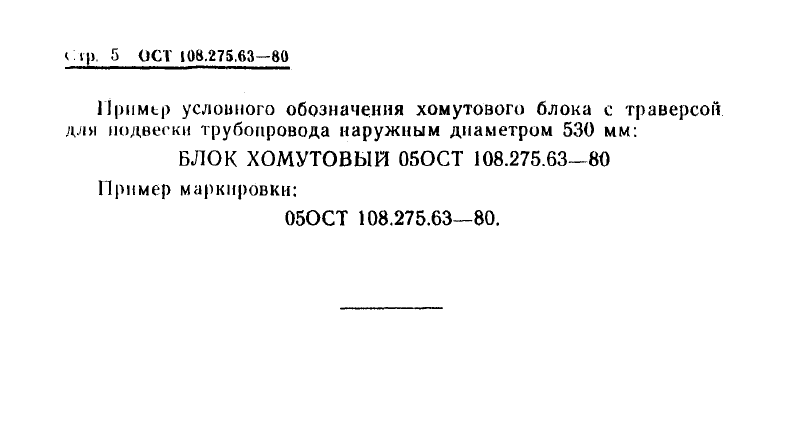 Стр. 5 ОСТ 108.275.63—80
Пример условного обозначения хомутового блока с траверсой
для подвески трубопровода наружным диаметром 530 мм:
БЛОК ХОМУТОВЫЙ 05ОСТ 108.275.63—80
Пример маркировки:
05ОСТ 108.275.63—80.